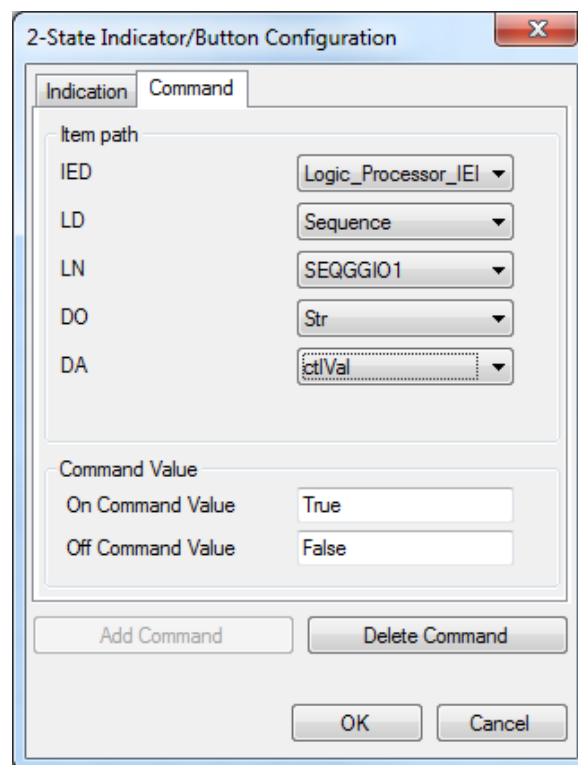 2-State Indicator/Button Configuration
Indication Command
Item path
IED Logic_Processor_IEI
LD Sequence
LN SEQGGIO1
DO Str
DA ctlVal
Command Value
On Command Value True
Off Command Value False
Add Command Delete Command
OK Cancel